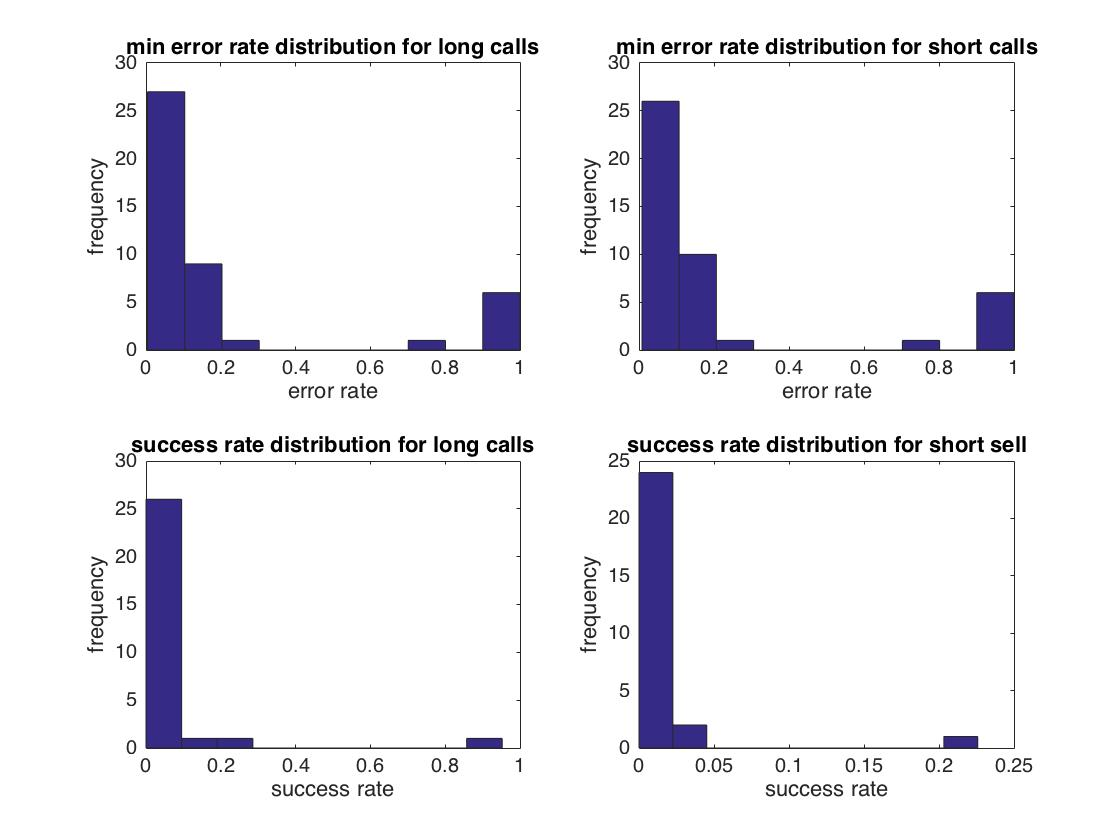 min error rate distribution for long calls
30
25
20
15
10
5
0
frequency
0 0.2 0.4 0.6 0.8 1
error rate
min error rate distribution for short calls
30
25
20
15
10
5
0
frequency
0 0.2 0.4 0.6 0.8 1
error rate
success rate distribution for long calls
30
25
20
15
10
5
0
frequency
0 0.2 0.4 0.6 0.8 1
success rate
success rate distribution for short sell
25
20
15
10
5
0
frequency
0 0.05 0.1 0.15 0.2 0.25
success rate